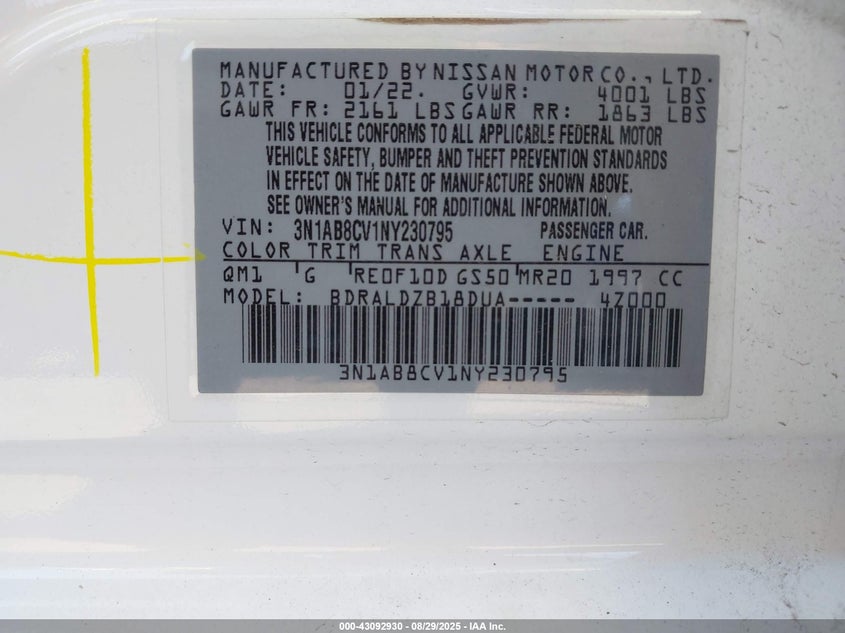 MANUFACTURED BY NISSAN MOTOR CO., LTD.
DATE: 01/22. GVWR: 4001 LBS
GAWR FR: 2161 LBS GAWR RR: 1863 LBS
THIS VEHICLE CONFORMS TO ALL APPLICABLE FEDERAL MOTOR
VEHICLE SAFETY, BUMPER AND THEFT PREVENTION STANDARDS
IN EFFECT ON THE DATE OF MANUFACTURE SHOWN ABOVE.
SEE OWNER'S MANUAL FOR ADDITIONAL INFORMATION.
VIN: 3N1AB8CV1NY230795 PASSENGER CAR.
COLOR TRIM TRANS AXLE ENGINE
QM1 G RE0F10D GS50 MR20 1997 CC
MODEL: BDRALDZB18DUA----- 4Z000
3N1AB8CV1NY230795
000-43092930 - 08/29/2025 - IAA Inc.